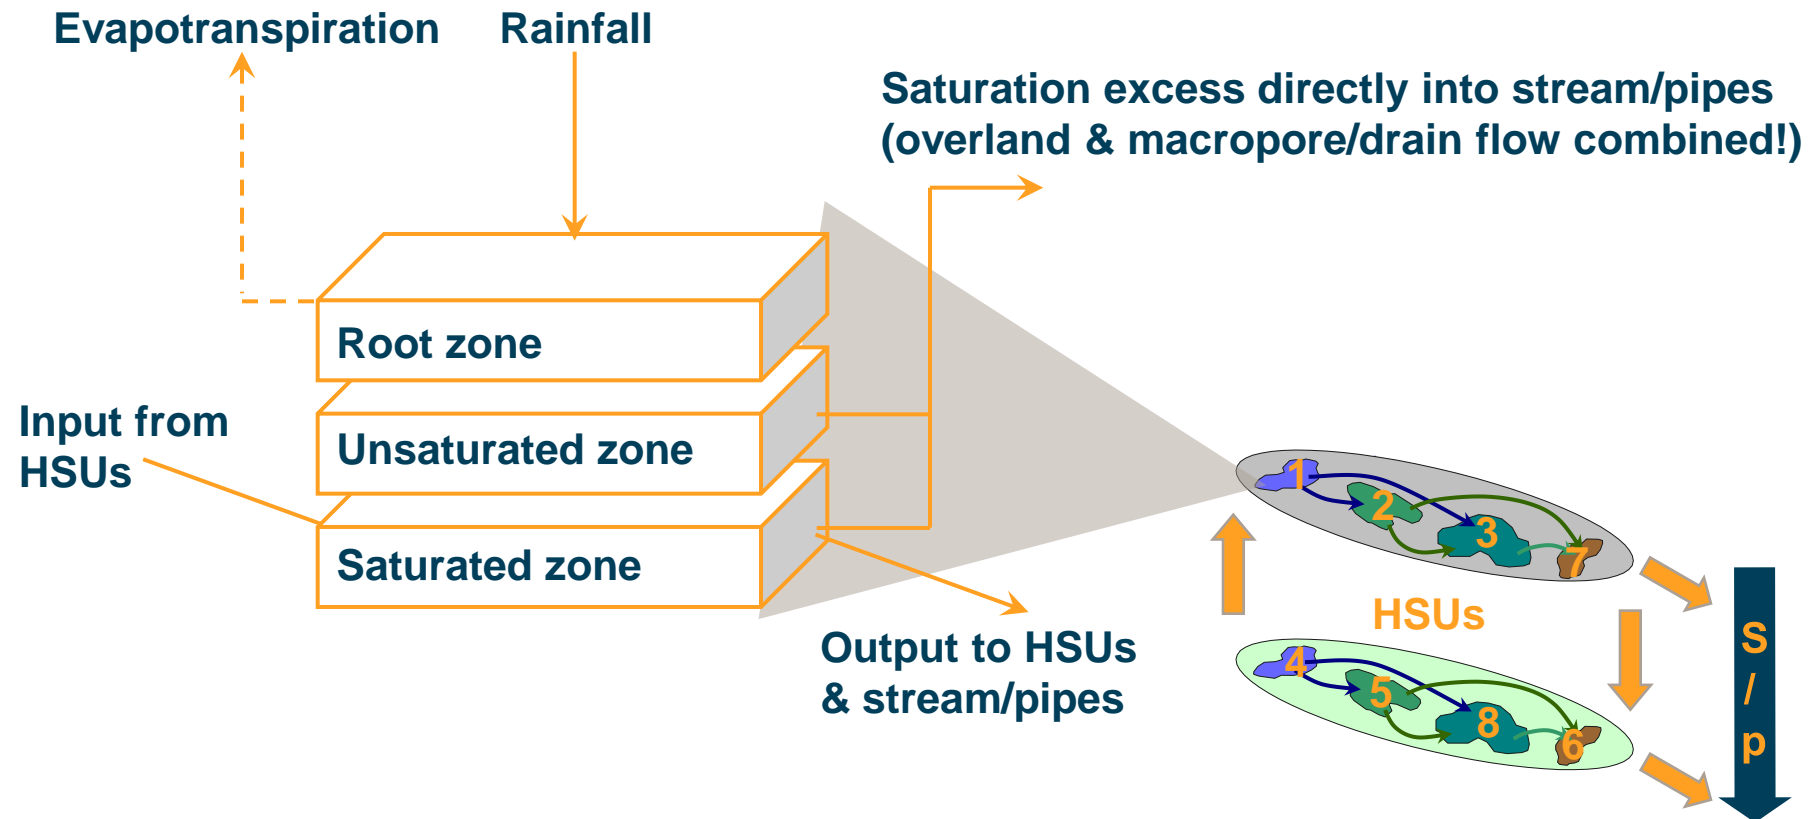 Evapotranspiration
Rainfall
Saturation excess directly into stream/pipes
(overland & macropore/drain flow combined!)
Root zone
Input from
HSUs
Unsaturated zone
Saturated zone
Output to HSUs
& stream/pipes
1
2
3
7
HSUs
4
5
8
6
S
/
p